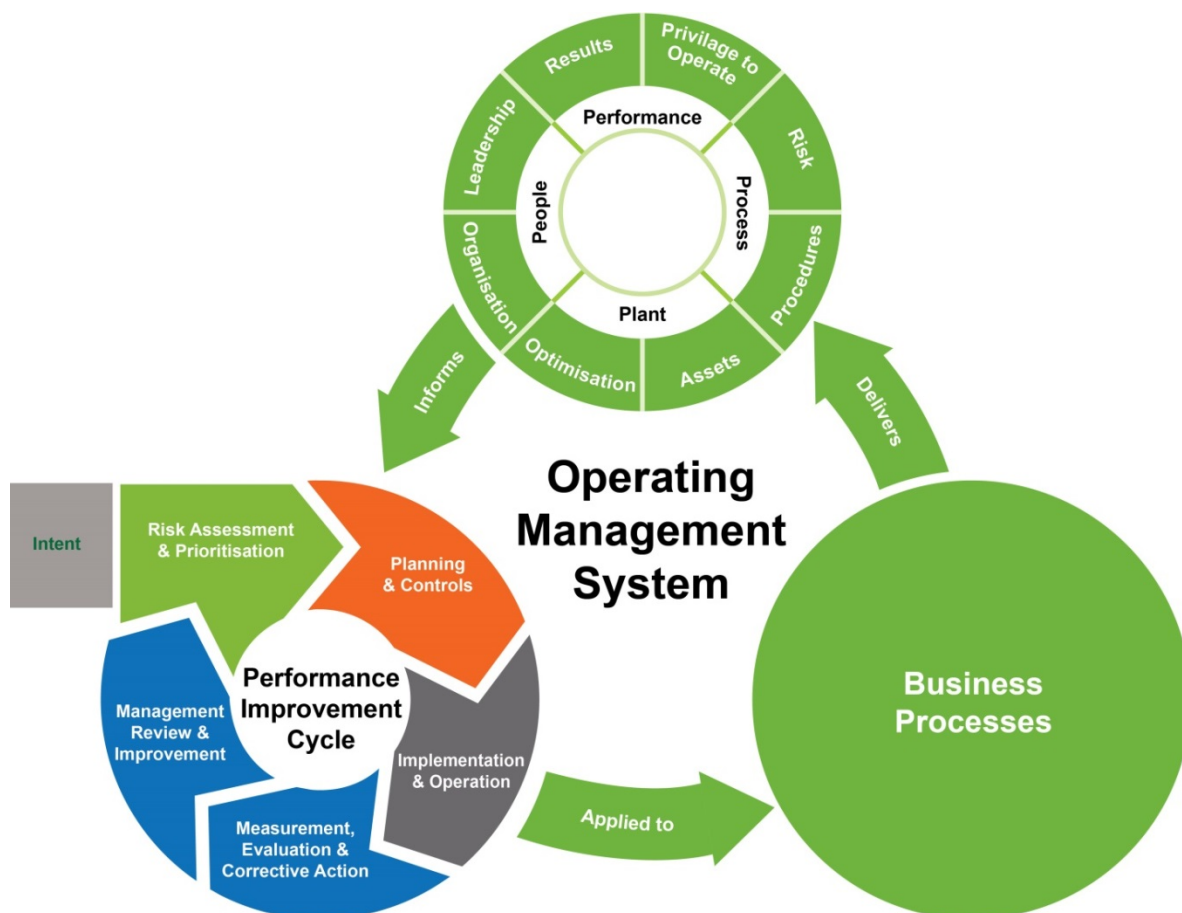 Results
Privilage to
Operate
Leadership
Performance
Risk
People
Process
Organisation
Plant
Procedures
Optimisation
Assets
Informs
Delivers
Operating
Management
System
Intent
Risk Assessment
& Prioritisation
Planning
& Controls
Performance
Improvement
Cycle
Management
Review &
Improvement
Implementation
& Operation
Measurement,
Evaluation &
Corrective Action
Applied to
Business
Processes